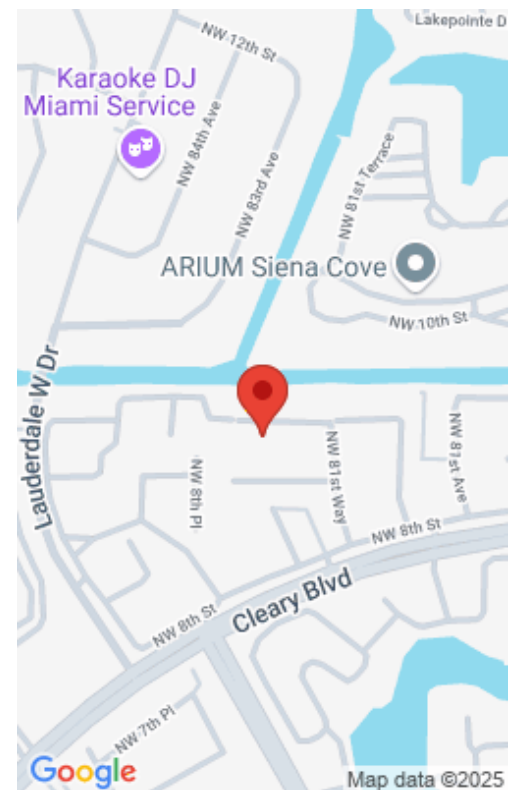 Lakepointe D
NW 12th St
Karaoke DJ
Miami Service
NW 84th Ave
NW 83rd Ave
NW 81st Terrace
ARIUM Siena Cove
NW 10th St
Lauderdale W Dr
NW 8th Pl
NW 81st Way
NW 81st Ave
NW 8th St
Cleary Blvd
NW 8th St
NW 7th Pl
Google
Map data ©2025